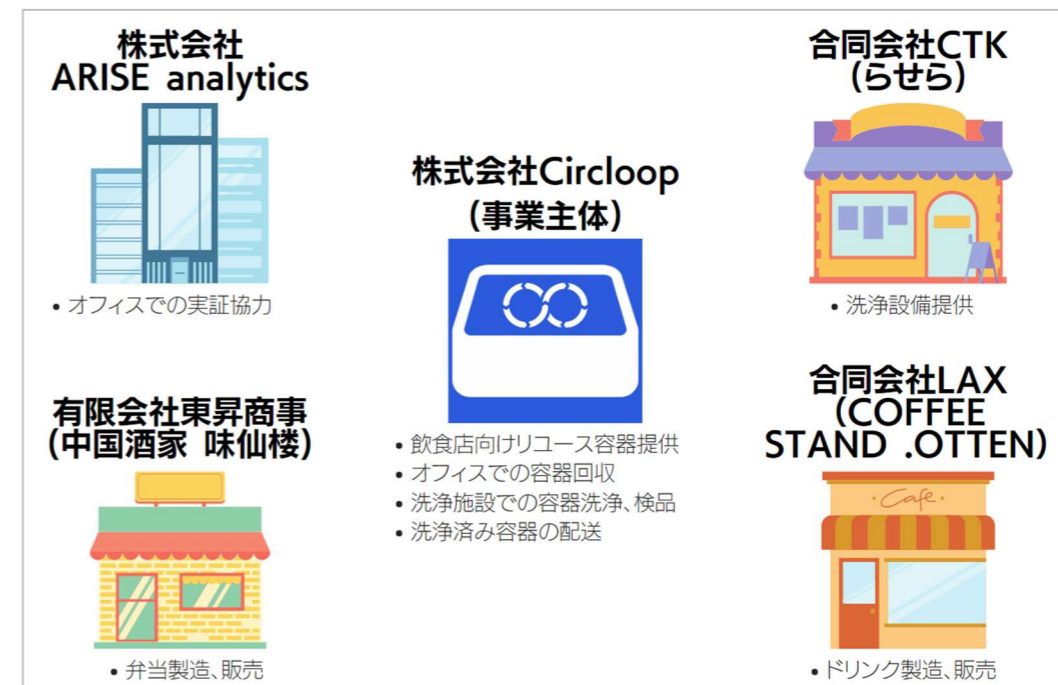 株式会社
ARISE analytics
• オフィスでの実証協力
有限会社東昇商事
(中国酒家 味仙楼)
• 弁当製造、販売
株式会社Circloop
(事業主体)
• 飲食店向けリユース容器提供
• オフィスでの容器回収
• 洗浄施設での容器洗浄、検品
• 洗浄済み容器の配送
合同会社CTK
(らせら)
• 洗浄設備提供
合同会社LAX
(COFFEE
STAND .OTTEN)
Cafe
• ドリンク製造、販売